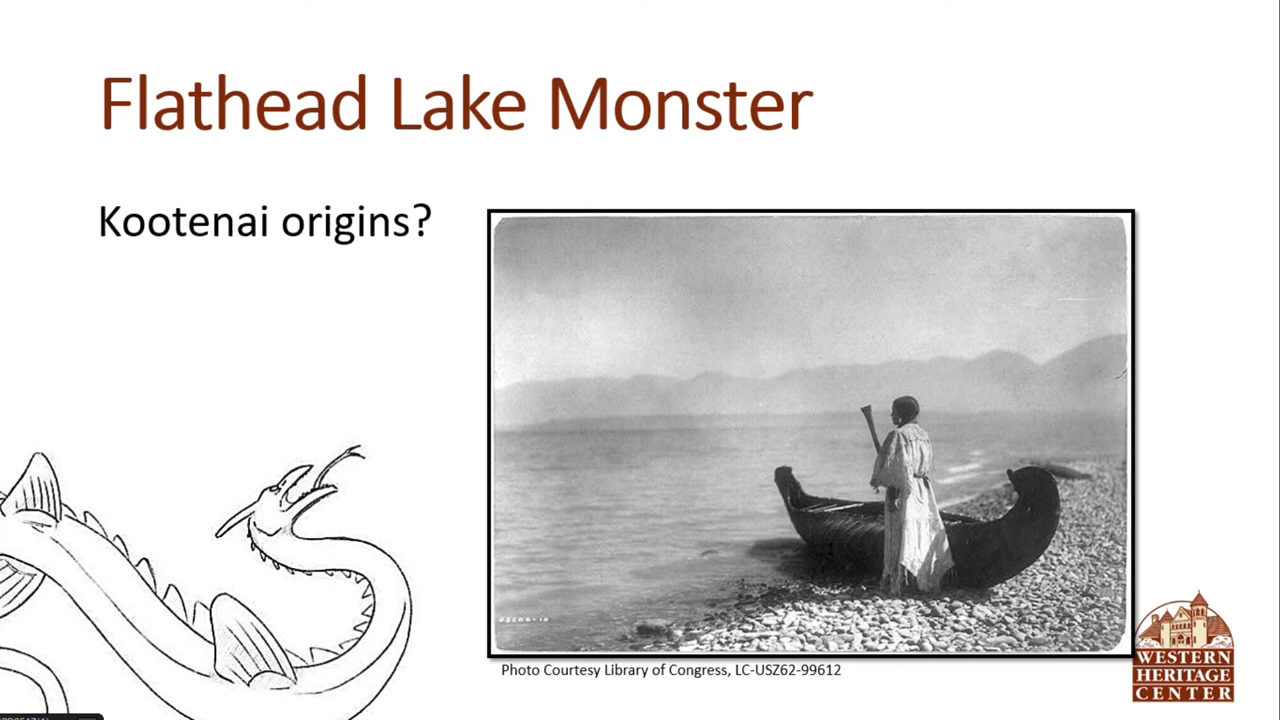 Flathead Lake Monster
Kootenai origins?
Photo Courtesy Library of Congress, LC-USZ62-99612
WESTERN
HERITAGE
CENTER